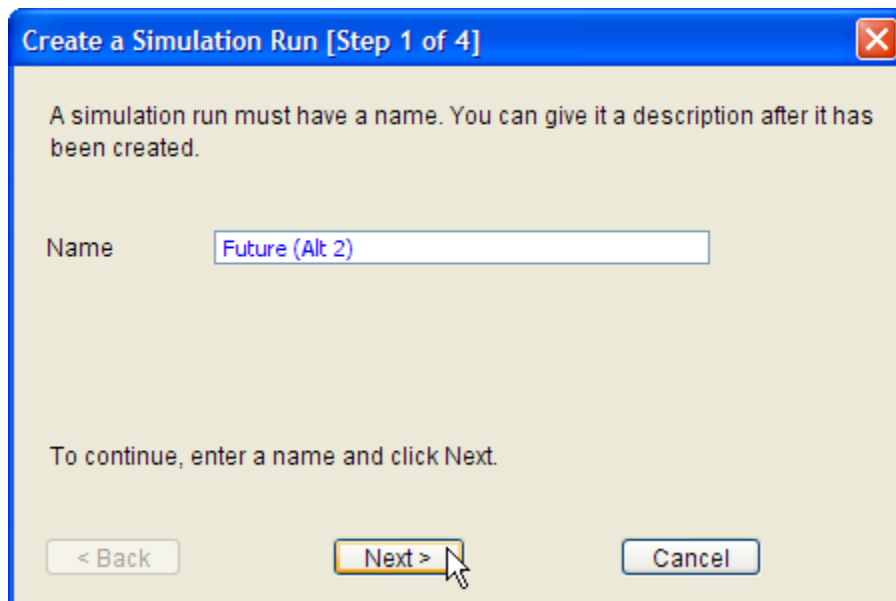 Create a Simulation Run [Step 1 of 4]
A simulation run must have a name. You can give it a description after it has
been created.
Name
Future (Alt 2)
To continue, enter a name and click Next.
< Back
Next >
Cancel